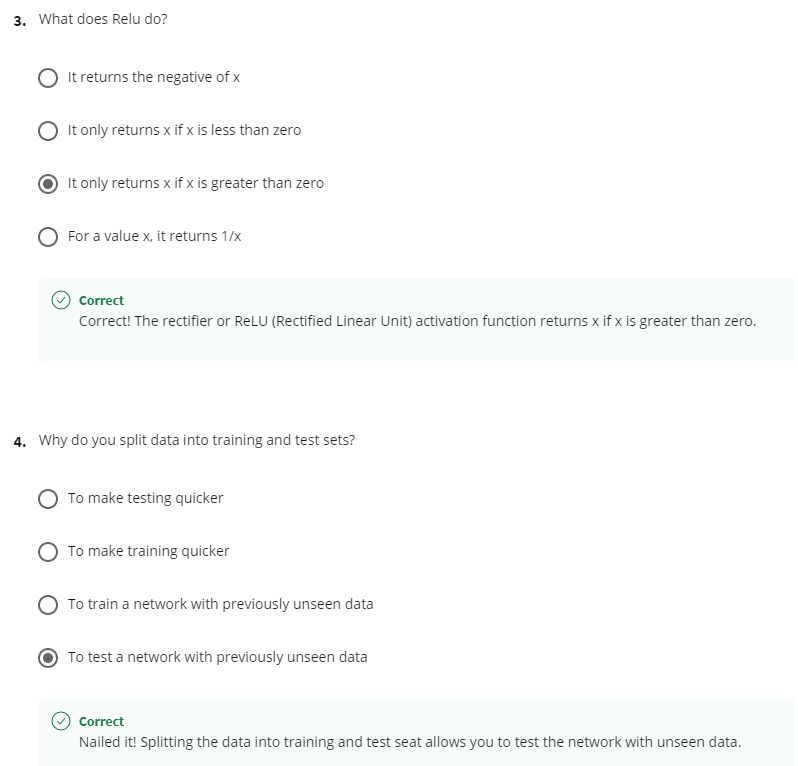 3. What does Relu do?
It returns the negative of x
It only returns x if x is less than zero
It only returns x if x is greater than zero
For a value x, it returns 1/x
Correct
Correct! The rectifier or ReLU (Rectified Linear Unit) activation function returns x if x is greater than zero.
4. Why do you split data into training and test sets?
To make testing quicker
To make training quicker
To train a network with previously unseen data
To test a network with previously unseen data
Correct
Nailed it! Splitting the data into training and test seat allows you to test the network with unseen data.